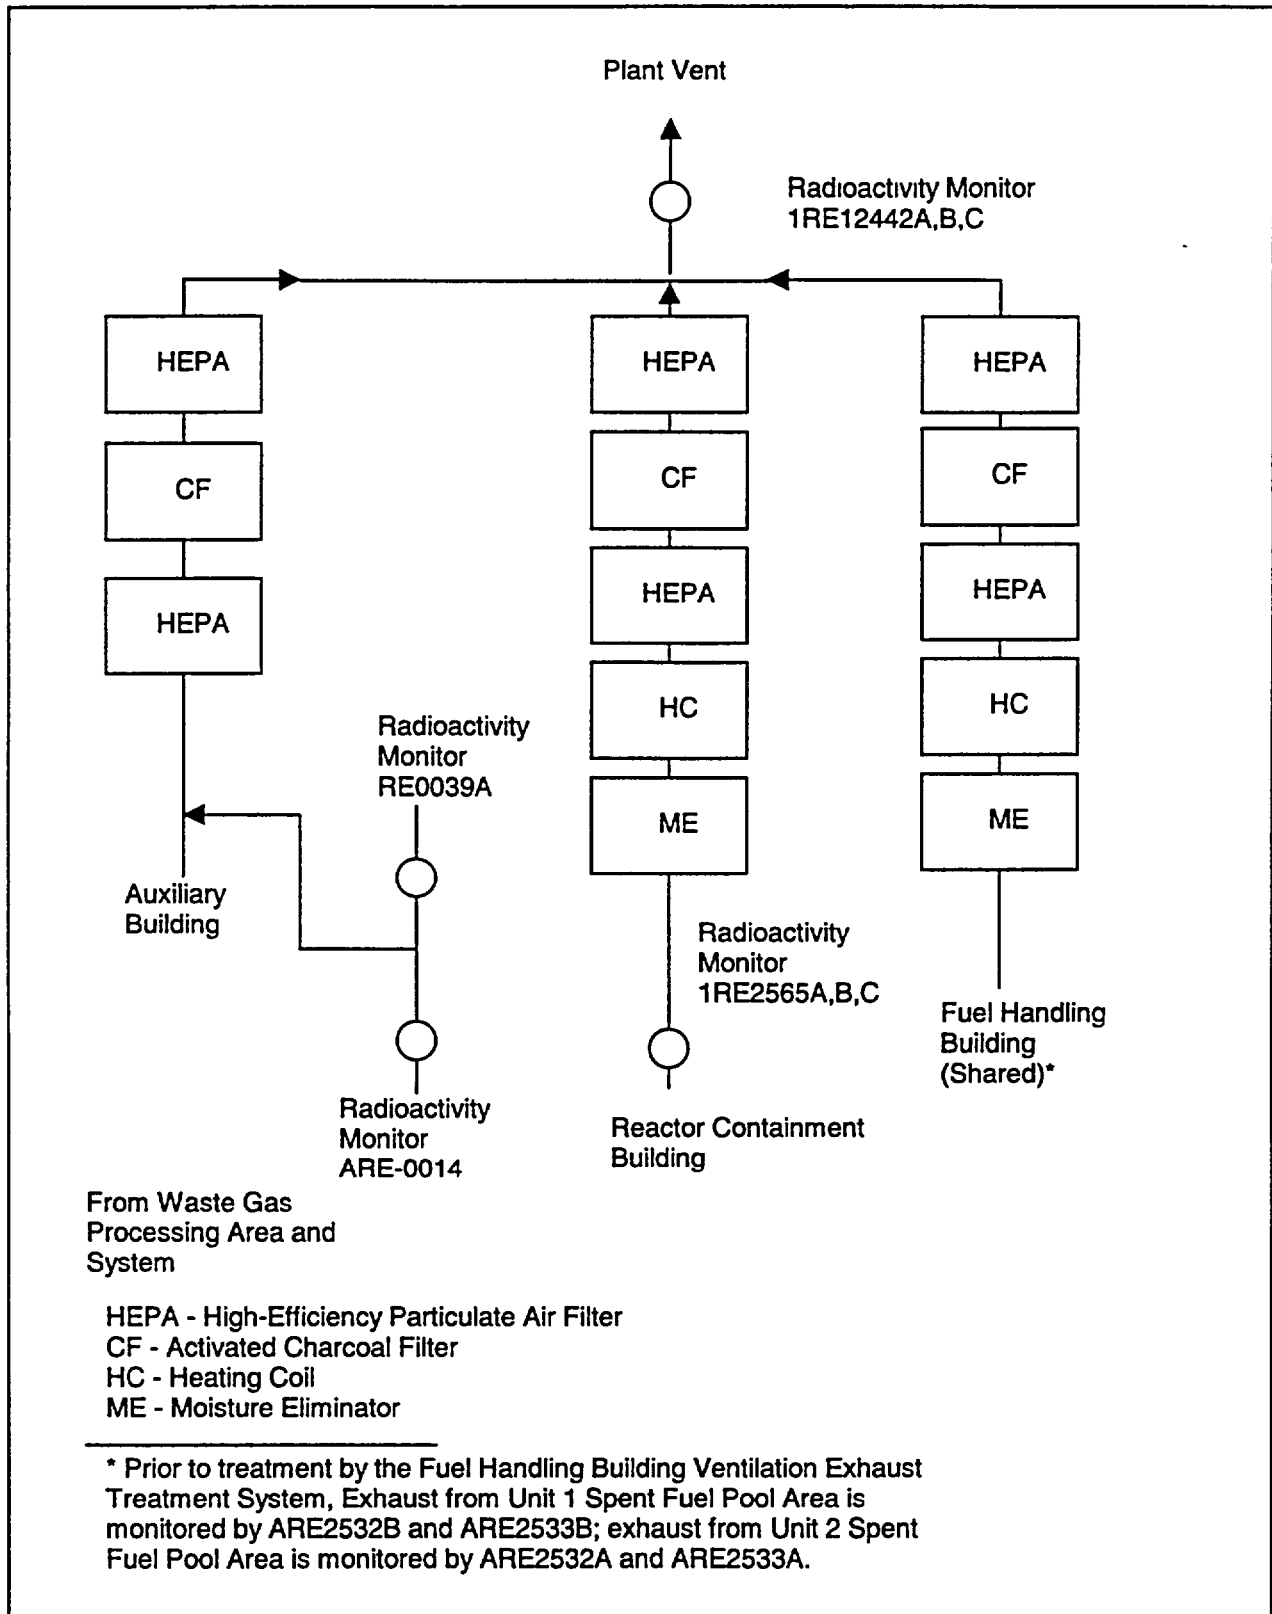 Plant Vent
Radioactivity Monitor
1RE12442A,B,C
HEPA
HEPA
HEPA
CF
CF
CF
HEPA
HEPA
HEPA
HC
HC
ME
ME
Radioactivity
Monitor
RE0039A
Auxiliary
Building
Radioactivity
Monitor
1RE2565A,B,C
Fuel Handling
Building
(Shared)*
Radioactivity
Monitor
ARE-0014
Reactor Containment
Building
From Waste Gas
Processing Area and
System
HEPA - High-Efficiency Particulate Air Filter
CF - Activated Charcoal Filter
HC - Heating Coil
ME - Moisture Eliminator
* Prior to treatment by the Fuel Handling Building Ventilation Exhaust
Treatment System, Exhaust from Unit 1 Spent Fuel Pool Area is
monitored by ARE2532B and ARE2533B; exhaust from Unit 2 Spent
Fuel Pool Area is monitored by ARE2532A and ARE2533A.